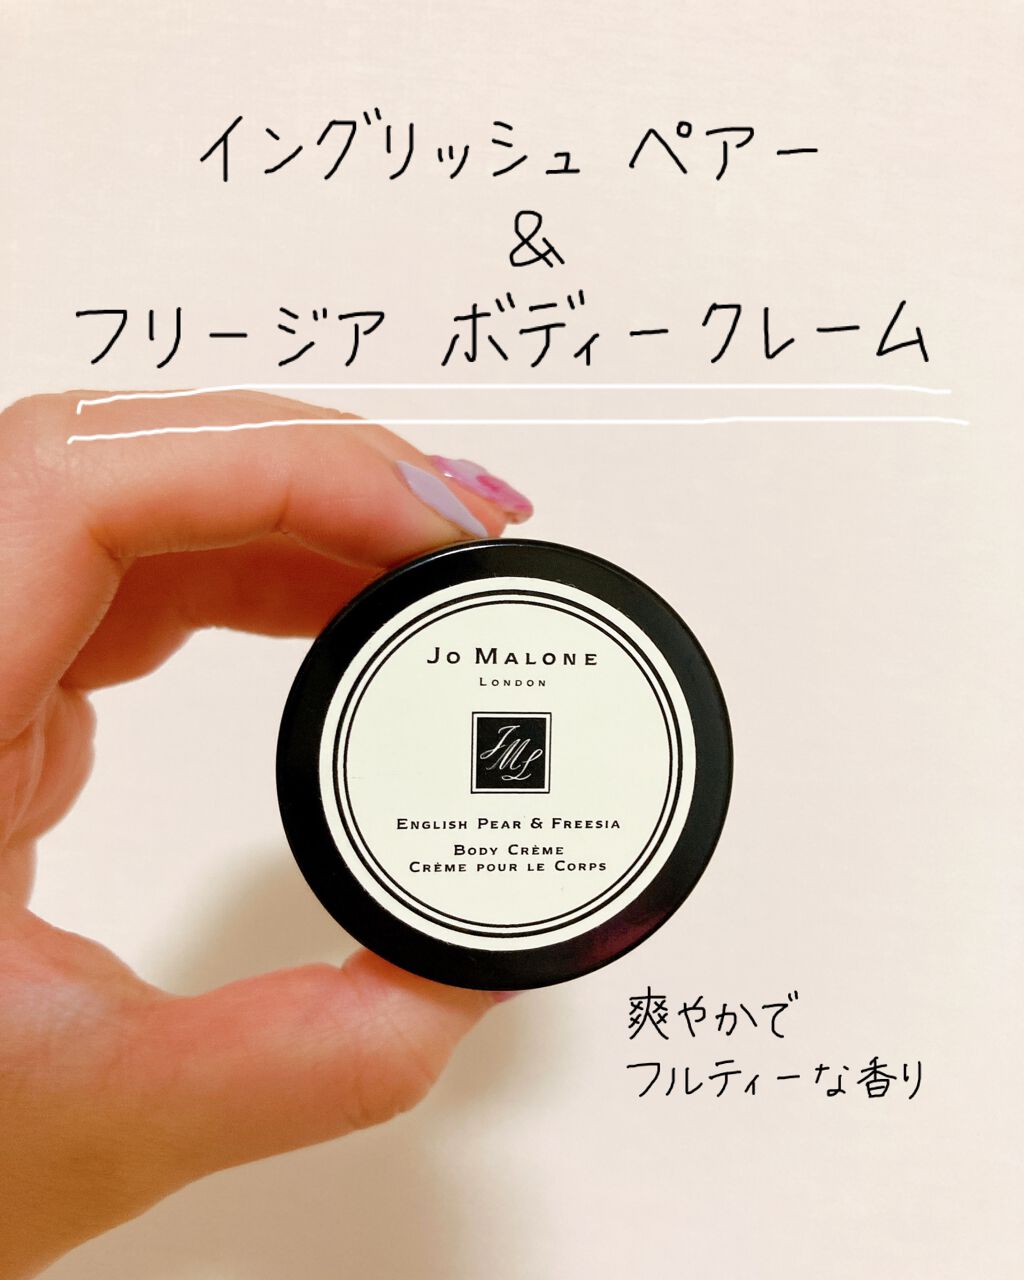 イングリッシュ ペアー
&
フリージア ボディークレーム
JO MALONE
LONDON
JML
ENGLISH PEAR & FREESIA
BODY CRÈME
CRÈME POUR LE CORPS
爽やかで
フルティーな香り